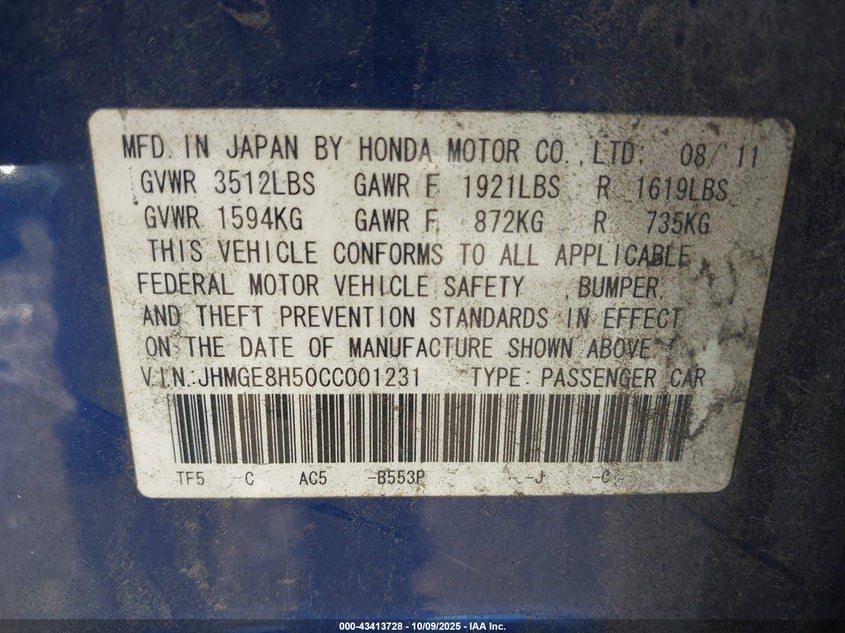 MFD. IN JAPAN BY HONDA MOTOR CO., LTD. 08/11
GVWR 3512LBS GAWR F 1921LBS R 1619LBS
GVWR 1594KG GAWR F 872KG R 735KG
THIS VEHICLE CONFORMS TO ALL APPLICABLE
FEDERAL MOTOR VEHICLE SAFETY , BUMPER,
AND THEFT PREVENTION STANDARDS IN EFFECT
ON THE DATE OF MANUFACTURE SHOWN ABOVE.
V.I.N.:JHMGE8H50CC001231 TYPE:PASSENGER CAR
TF5 -C AC5 -B553P - -J -C
000-43413728 - 10/09/2025 - IAA Inc.